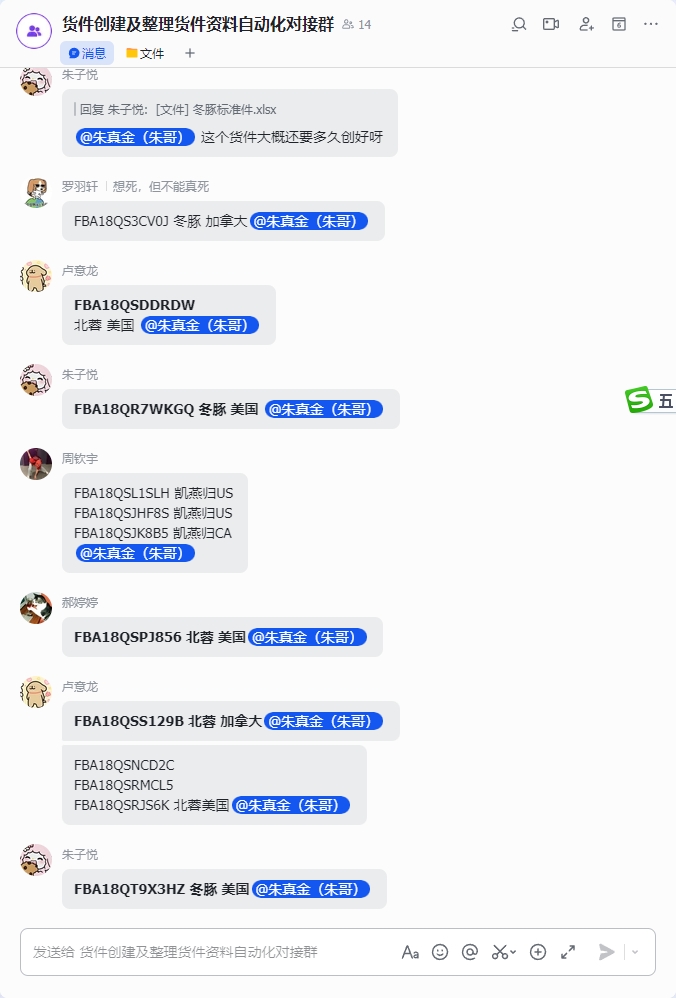 货件创建及整理货件资料自动化对接群 14
消息 文件
朱子悦
回复 朱子悦: [文件] 冬豚标准件.xlsx
@朱真金（朱哥） 这个货件大概还要多久创好呀
罗羽轩 | 想死，但不能真死
FBA18QS3CV0J 冬豚 加拿大 @朱真金（朱哥）
卢意龙
FBA18QSDDRDW
北蓉 美国 @朱真金（朱哥）
朱子悦
FBA18QR7WKGQ 冬豚 美国 @朱真金（朱哥）
五
周钦宇
FBA18QSL1SLH 凯燕归US
FBA18QSJHF8S 凯燕归US
FBA18QSJK8B5 凯燕归CA
@朱真金（朱哥）
郝婷婷
FBA18QSPJ856 北蓉 美国 @朱真金（朱哥）
卢意龙
FBA18QSS129B 北蓉 加拿大 @朱真金（朱哥）
FBA18QSNCD2C
FBA18QSRMCL5
FBA18QSRJS6K 北蓉美国 @朱真金（朱哥）
朱子悦
FBA18QT9X3HZ 冬豚 美国 @朱真金（朱哥）
发送给 货件创建及整理货件资料自动化对接群 Aa